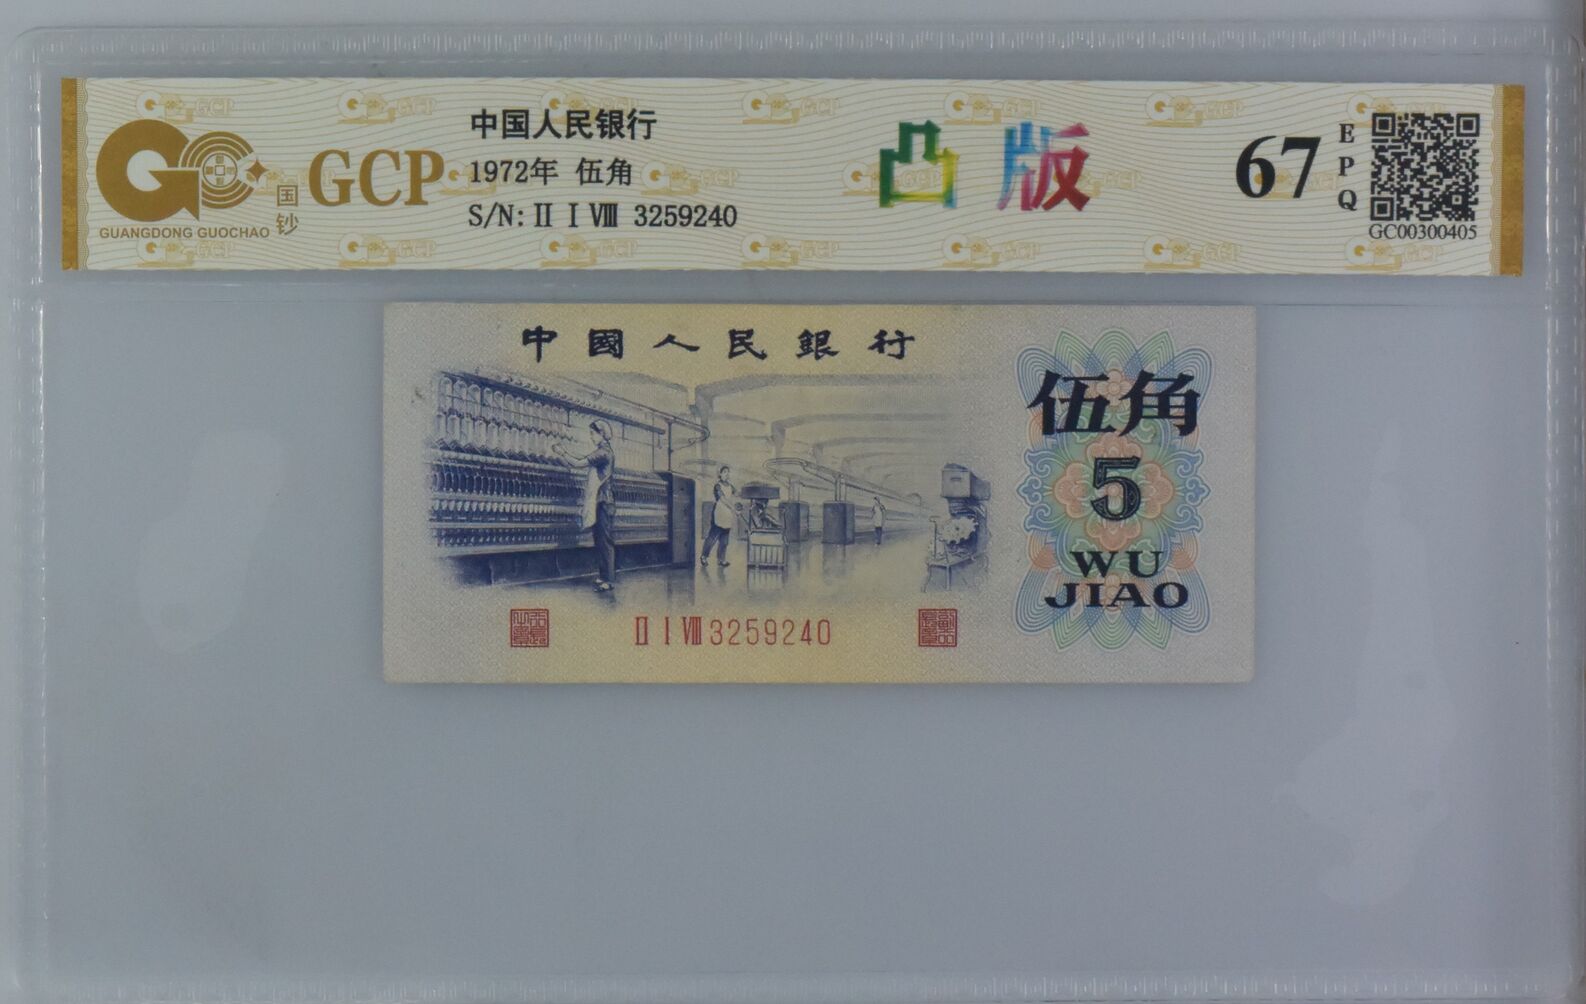 中国人民银行
1972年 伍角
S/N: Ⅱ Ⅰ Ⅷ 3259240
GCP
国钞
GUANGDONG GUOCHAO
凸版
67
EPQ
GC00300405
中國人民銀行
伍角
5
WU
JIAO
Ⅱ Ⅰ Ⅷ 3259240